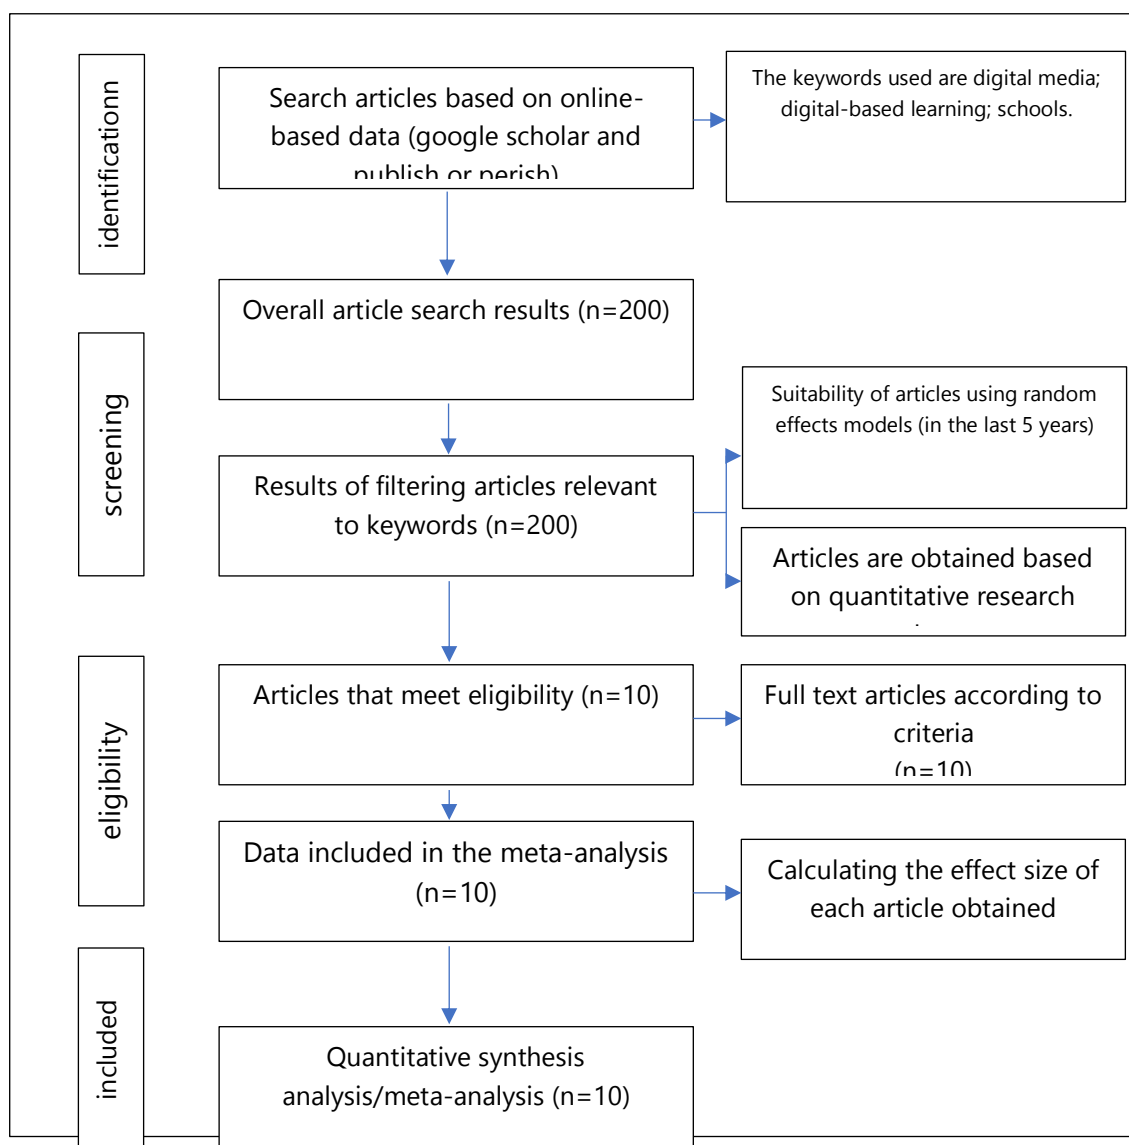 identificationn
Search articles based on online-
based data (google scholar and
publish or perish)
The keywords used are digital media;
digital-based learning; schools.
Overall article search results (n=200)
screening
Results of filtering articles relevant
to keywords (n=200)
Suitability of articles using random
effects models (in the last 5 years)
Articles are obtained based
on quantitative research
eligibility
Articles that meet eligibility (n=10)
Full text articles according to
criteria
(n=10)
Data included in the meta-analysis
(n=10)
Calculating the effect size of
each article obtained
included
Quantitative synthesis
analysis/meta-analysis (n=10)